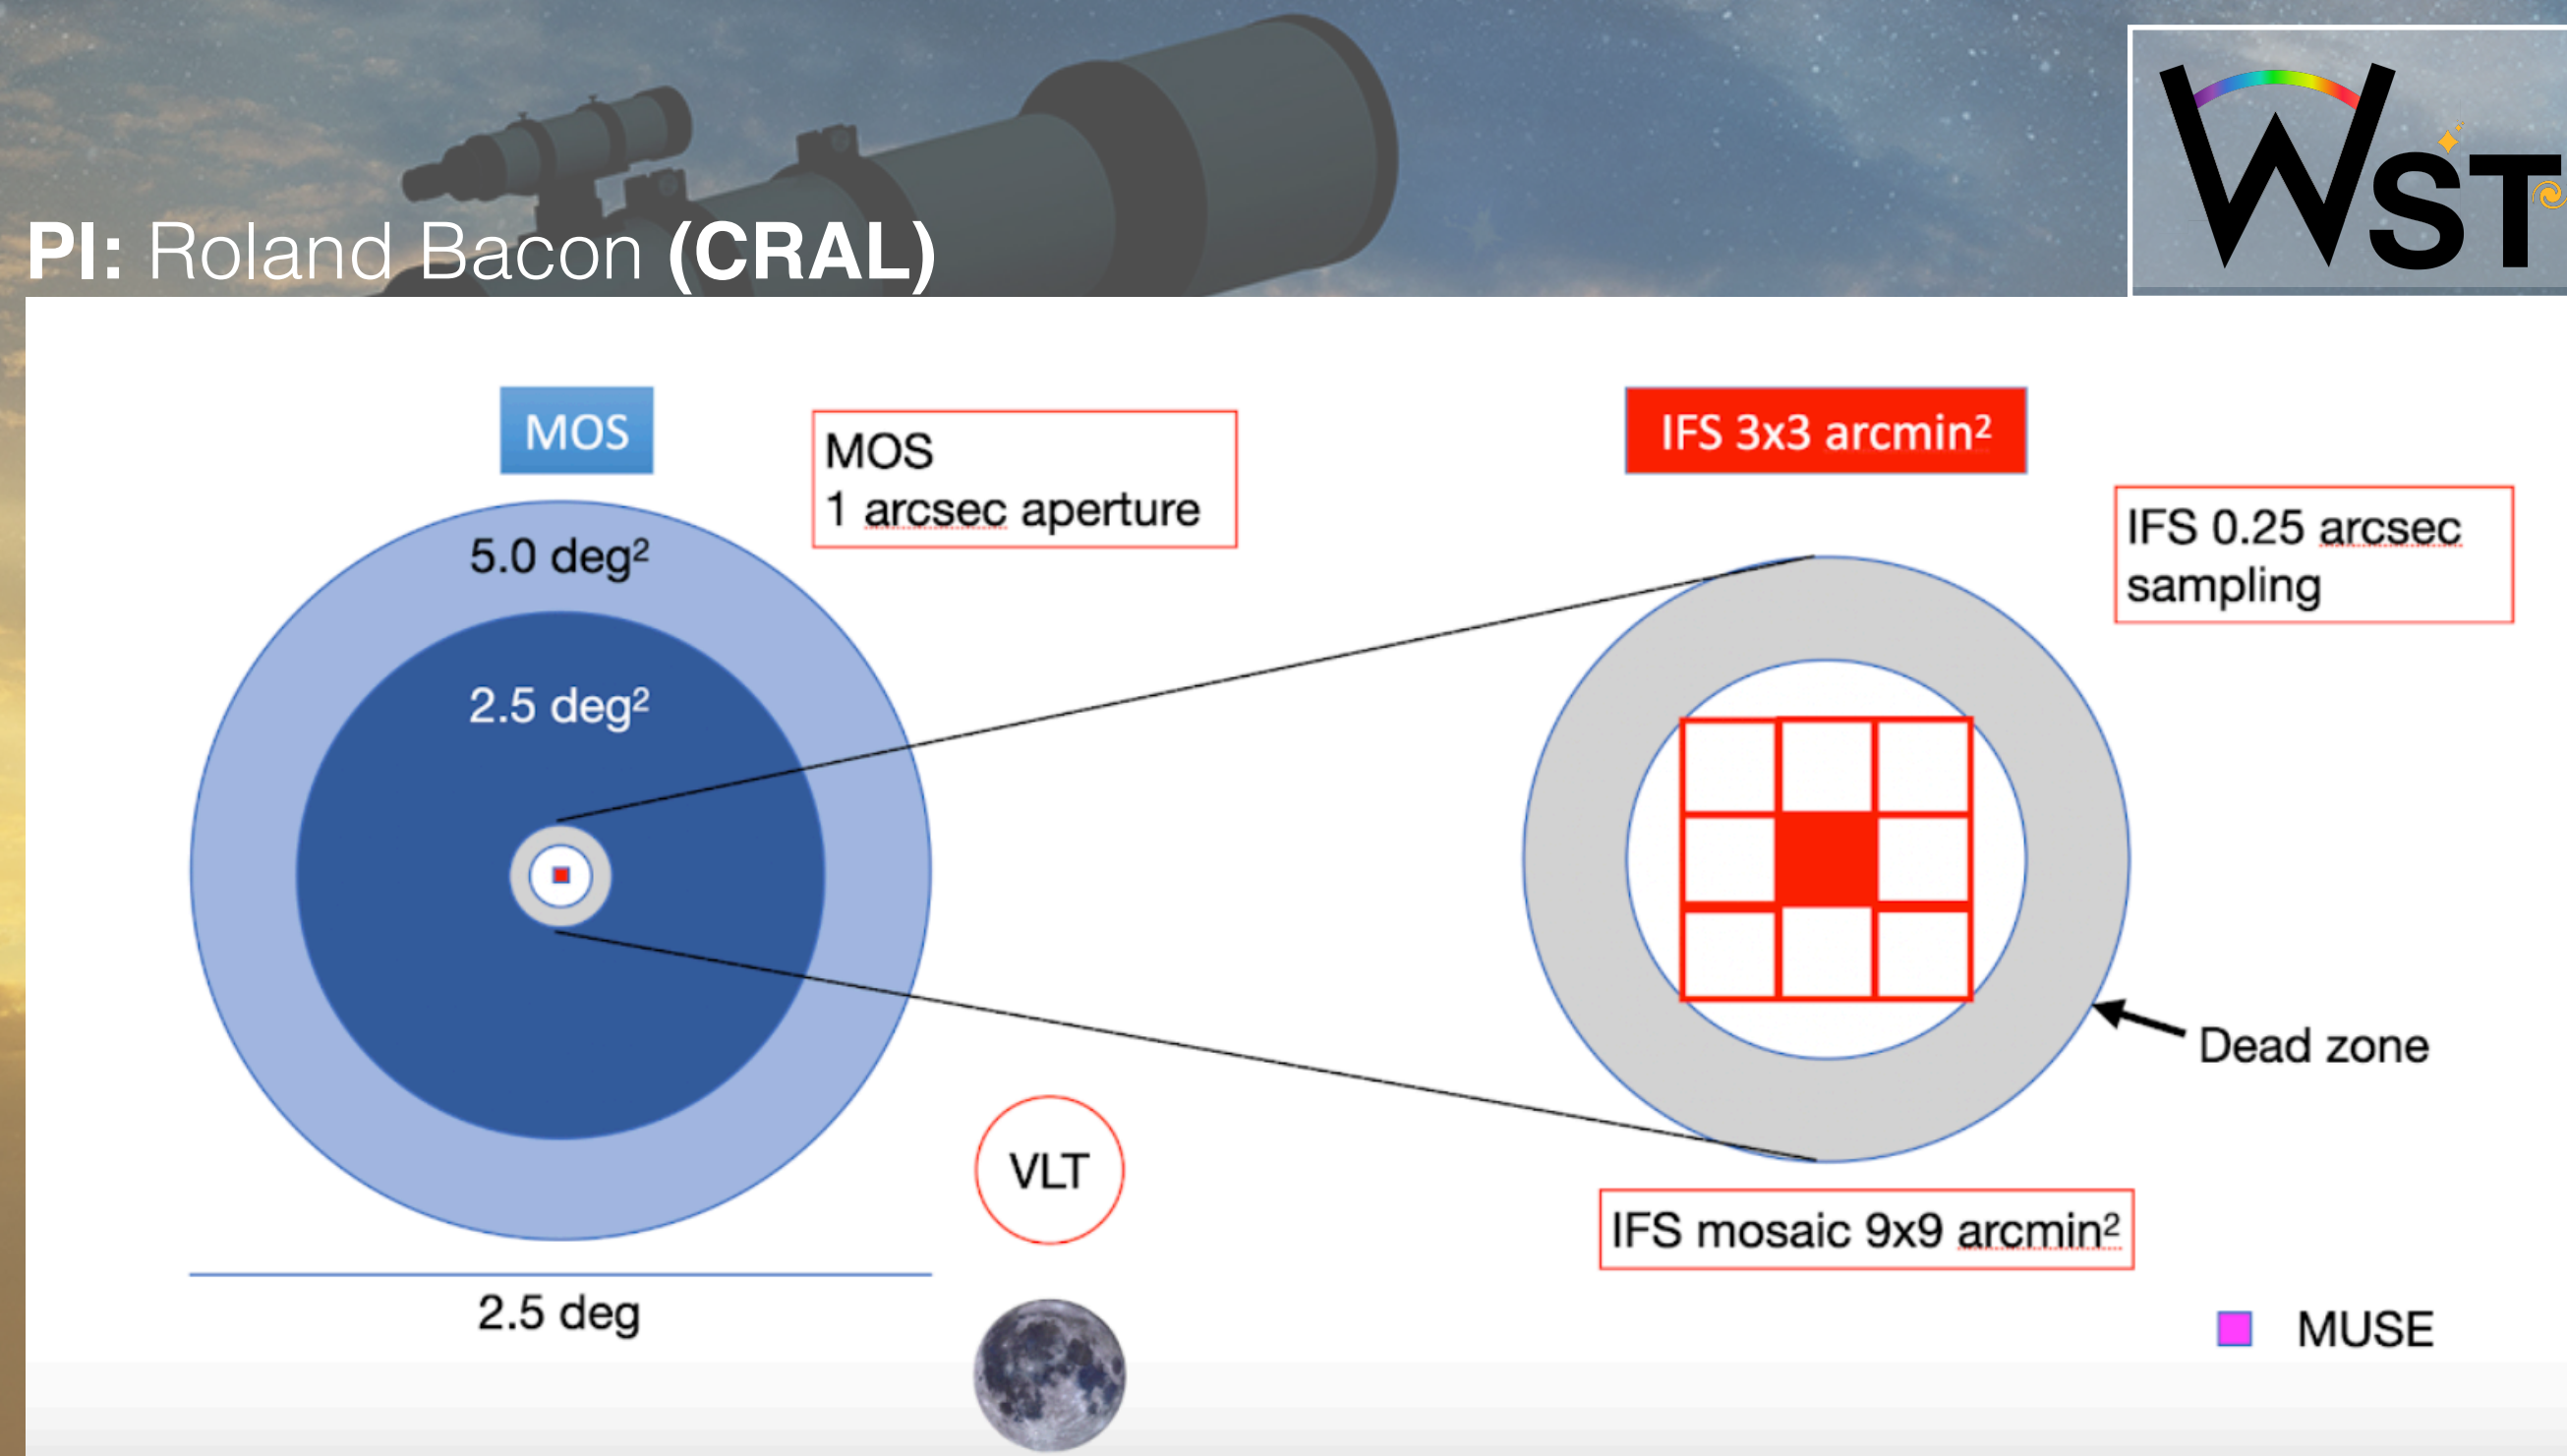 WST
PI: Roland Bacon (CRAL)
MOS
MOS
1 arcsec aperture
IFS 3x3 arcmin²
IFS 0.25 arcsec
sampling
5.0 deg²
2.5 deg²
Dead zone
VLT
IFS mosaic 9x9 arcmin²
2.5 deg
MUSE